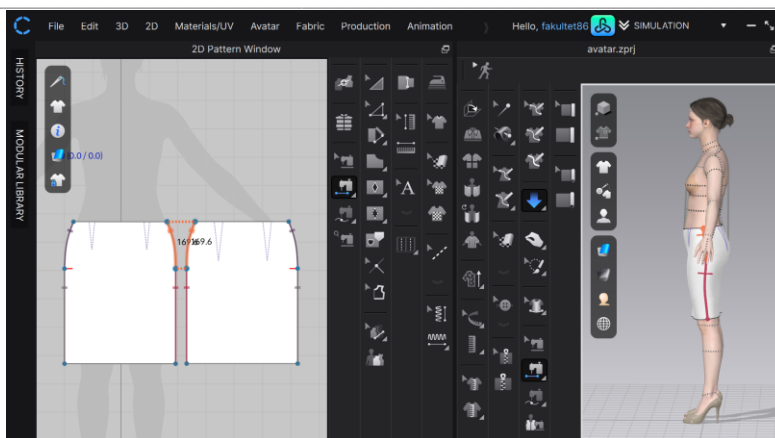 File Edit 3D 2D Materials/UV Avatar Fabric Production Animation Hello, fakultet86 SIMULATION
2D Pattern Window
avatar.zprj
HISTORY
MODULAR LIBRARY
(0.0 / 0.0)
169.6
A